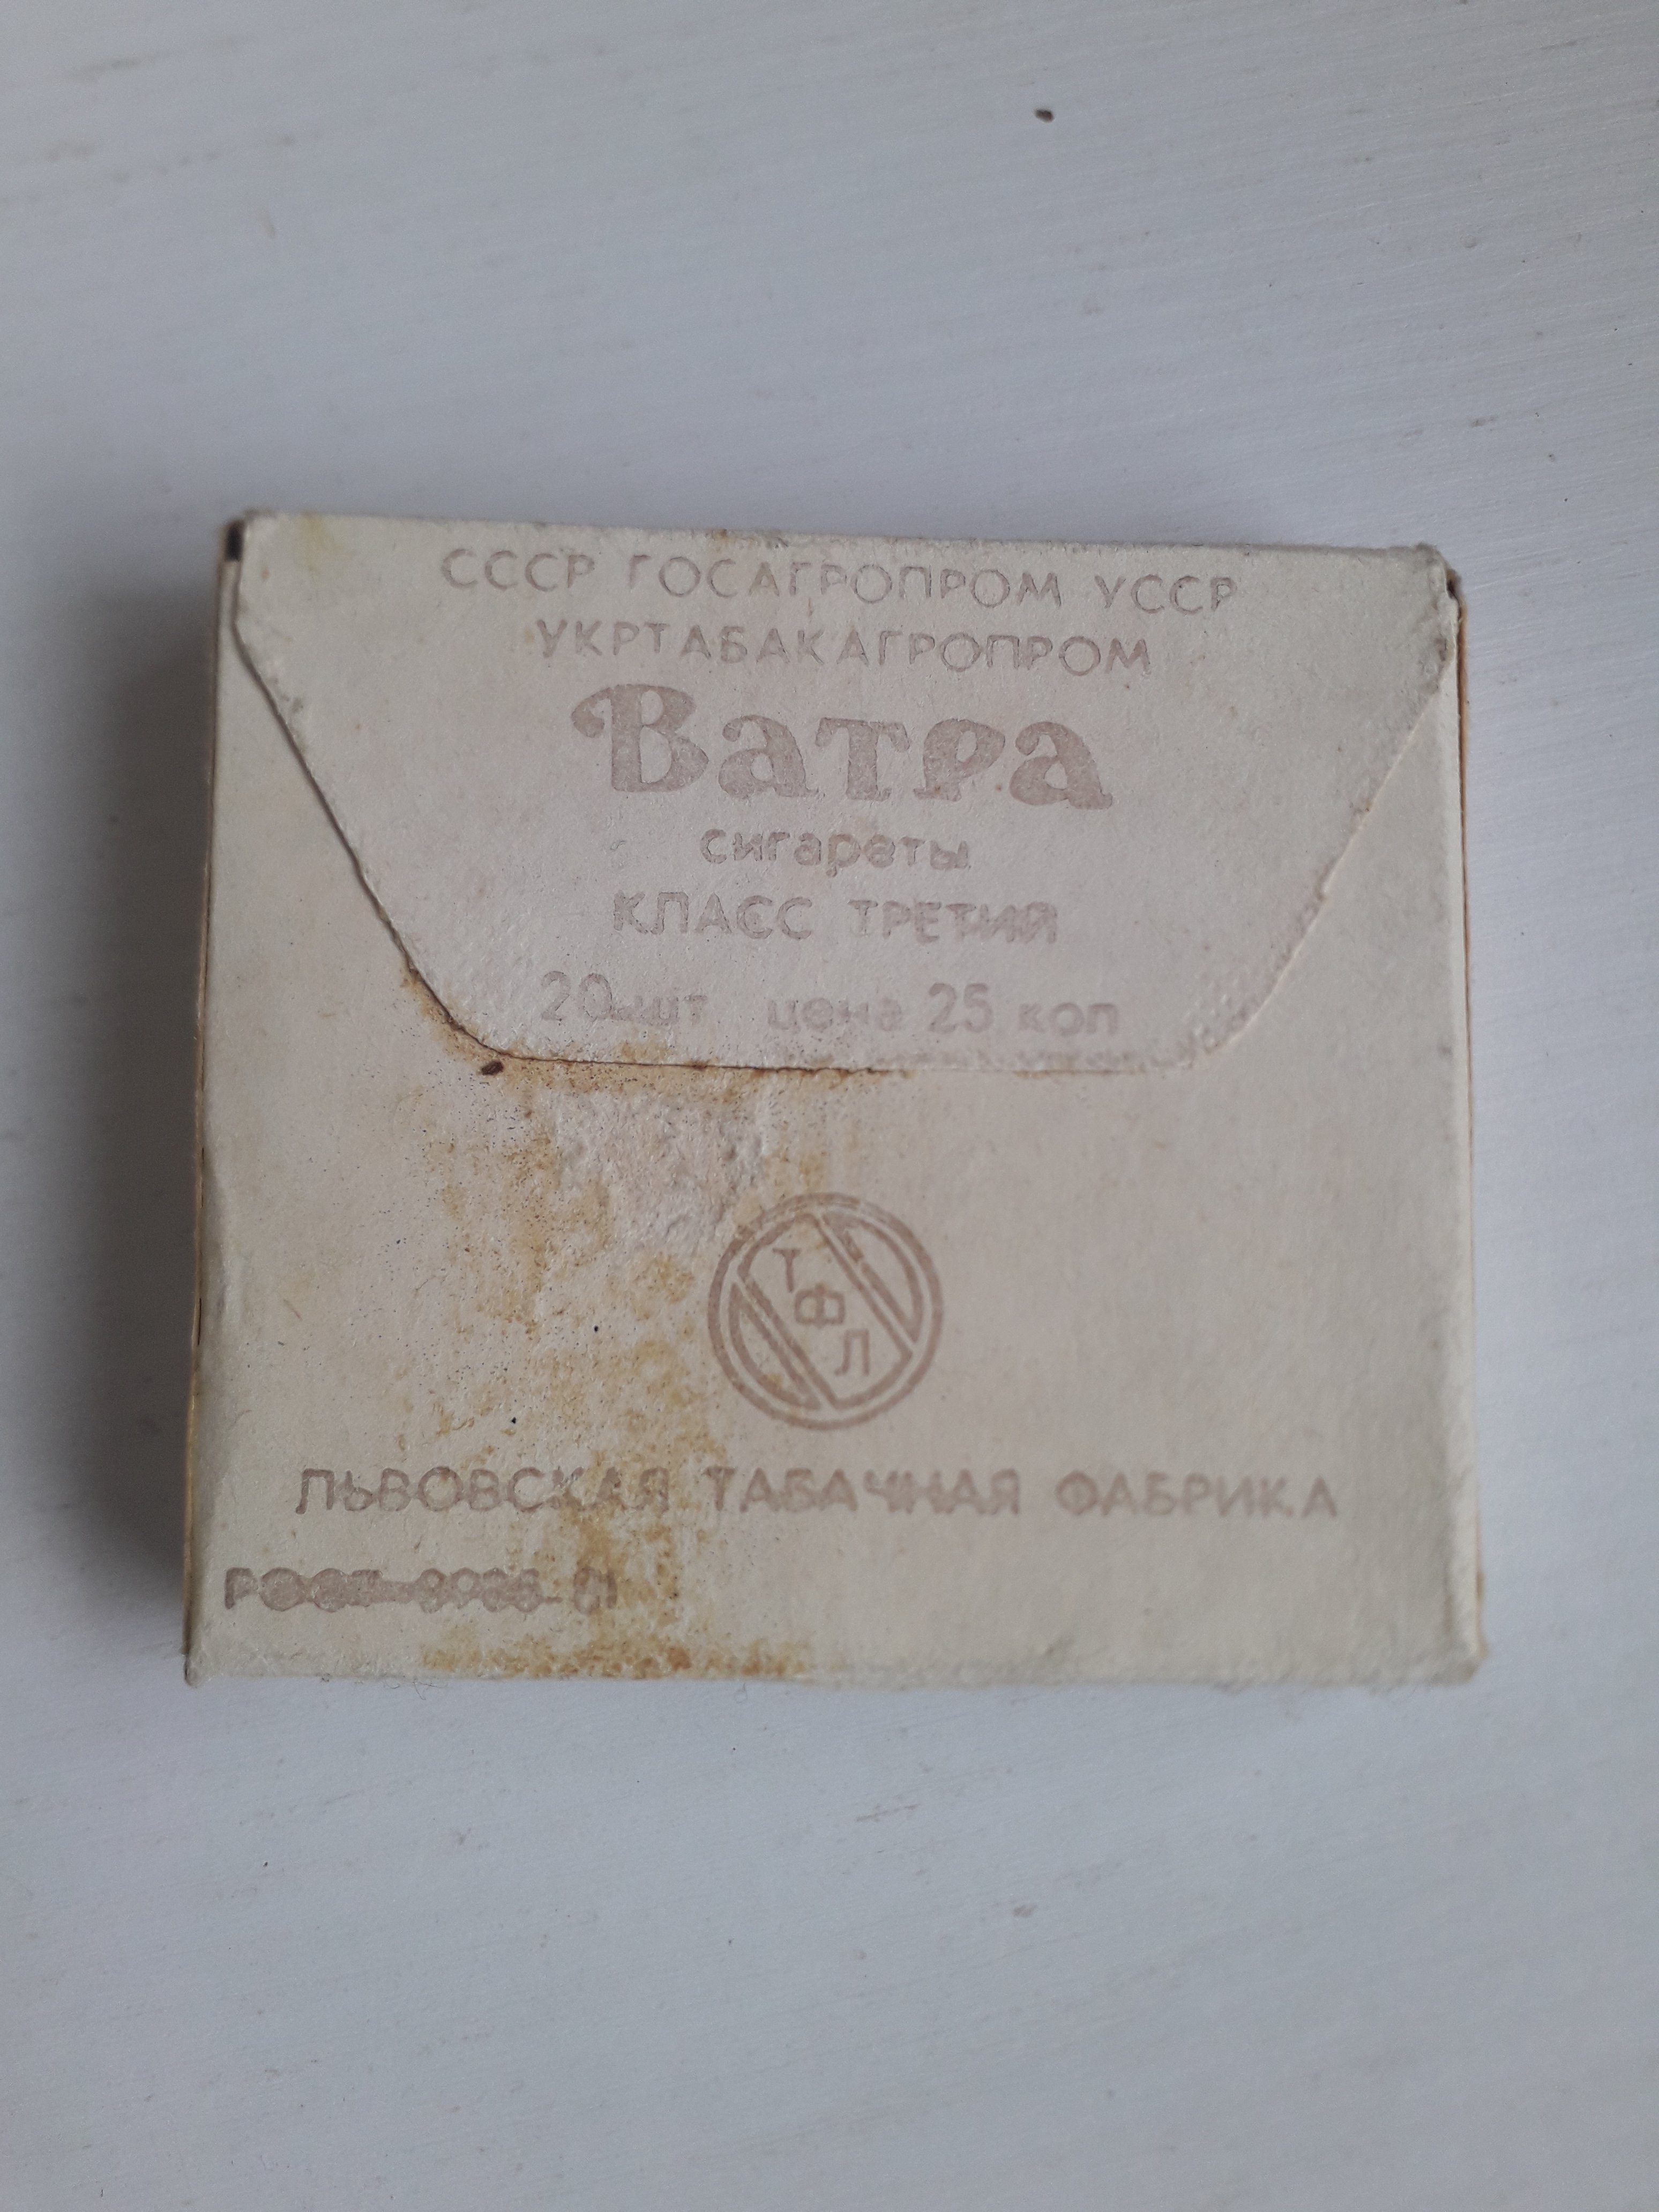 СССР ГОСАГРОПРОМ УССР
УКРТАБАКАГРОПРОМ
Ватра
сигареты
КЛАСС ТРЕТИЙ
20 шт цена 25 коп
Т
Ф
Л
ЛЬВОВСКАЯ ТАБАЧНАЯ ФАБРИКА